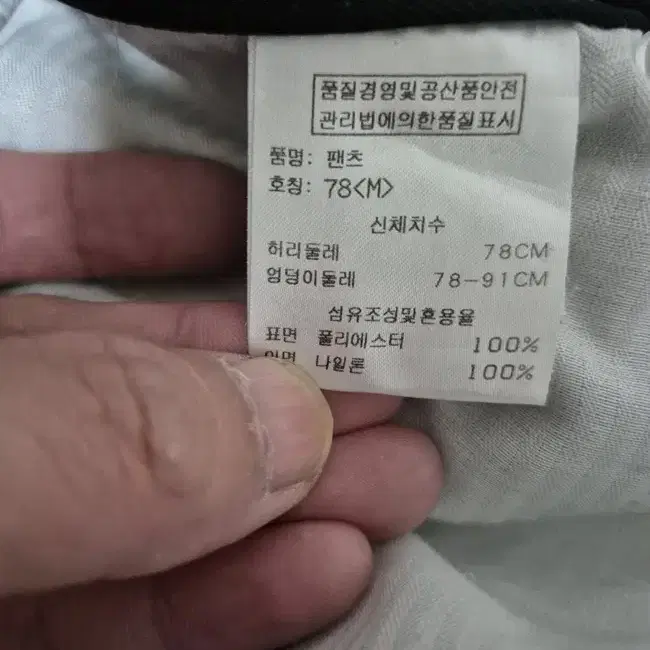 품질경영및공산품안전
관리법에의한품질표시
품명: 팬츠
호칭: 78<M>
신체치수
허리둘레 78CM
엉덩이둘레 78-91CM
섬유조성및혼용율
표면 폴리에스터 100%
이면 나일론 100%